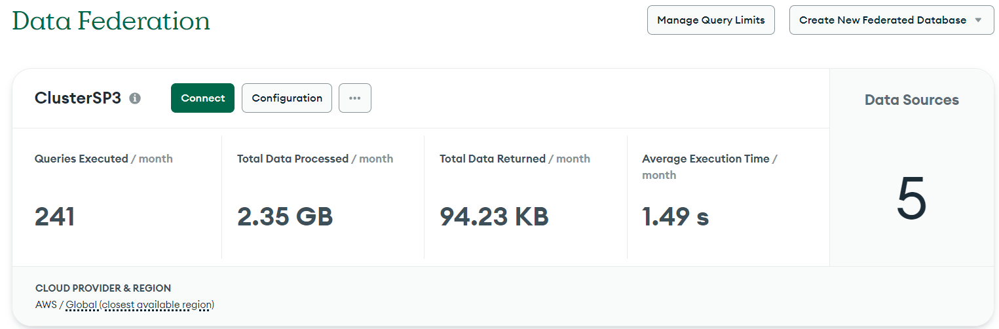 Data Federation
Manage Query Limits
Create New Federated Database
ClusterSP3
Connect
Configuration
Data Sources
Queries Executed / month
241
Total Data Processed / month
2.35 GB
Total Data Returned / month
94.23 KB
Average Execution Time /
month
1.49 s
5
CLOUD PROVIDER & REGION
AWS / Global (closest available region)